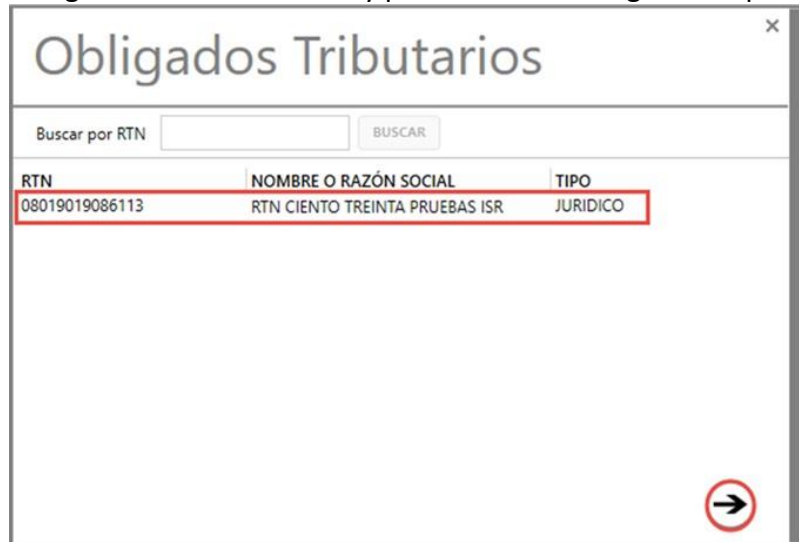 Obligados Tributarios
×
Buscar por RTN BUSCAR
RTN NOMBRE O RAZÓN SOCIAL TIPO
08019019086113 RTN CIENTO TREINTA PRUEBAS ISR JURIDICO